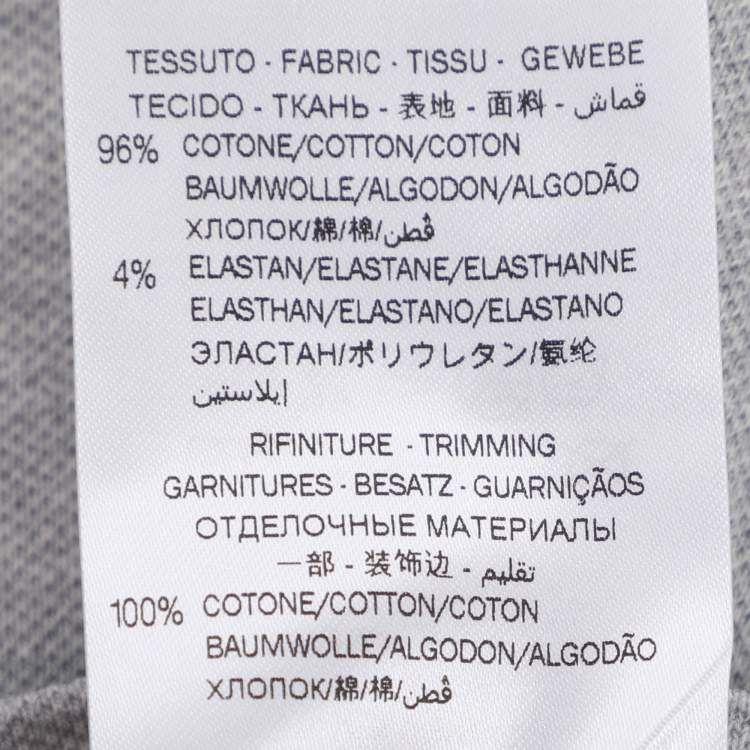 TESSUTO · FABRIC · TISSU · GEWEBE
TECIDO - ТКАНЬ - 表地 - 面料 - قماش
96% COTONE/COTTON/COTON
BAUMWOLLE/ALGODON/ALGODÃO
ХЛОПОК/綿/棉/قطن
4% ELASTAN/ELASTANE/ELASTHANNE
ELASTHAN/ELASTANO/ELASTANO
ЭЛАСТАН/ポリウレタン/氨纶
إيلاستين
RIFINITURE · TRIMMING
GARNITURES · BESATZ · GUARNIÇÃOS
ОТДЕЛОЧНЫЕ МАТЕРИАЛЫ
一部 - 装饰边 - تقليم
100% COTONE/COTTON/COTON
BAUMWOLLE/ALGODON/ALGODÃO
ХЛОПОК/綿/棉/قطن